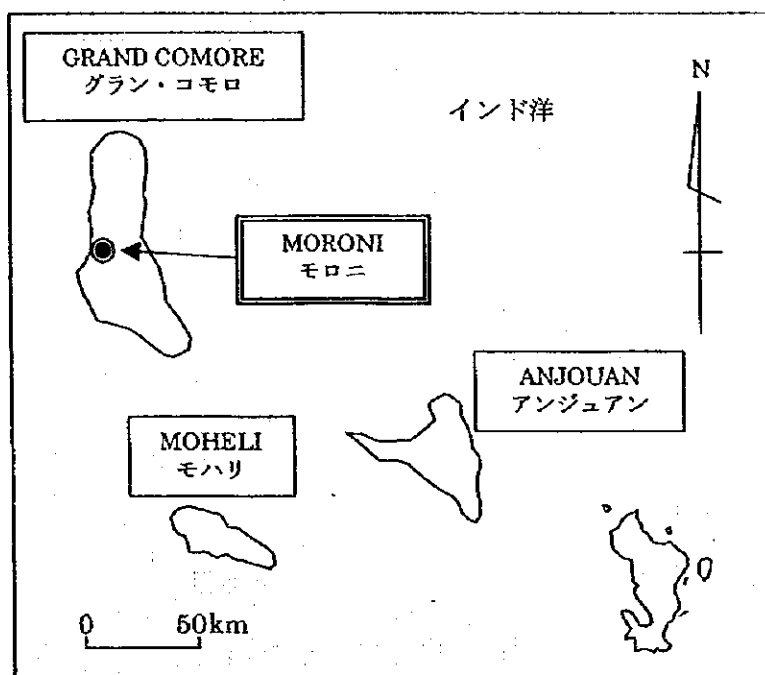 GRAND COMORE
グラン・コモロ
インド洋
N
MORONI
モロニ
ANJOUAN
アンジュアン
MOHELI
モハリ
0 50km